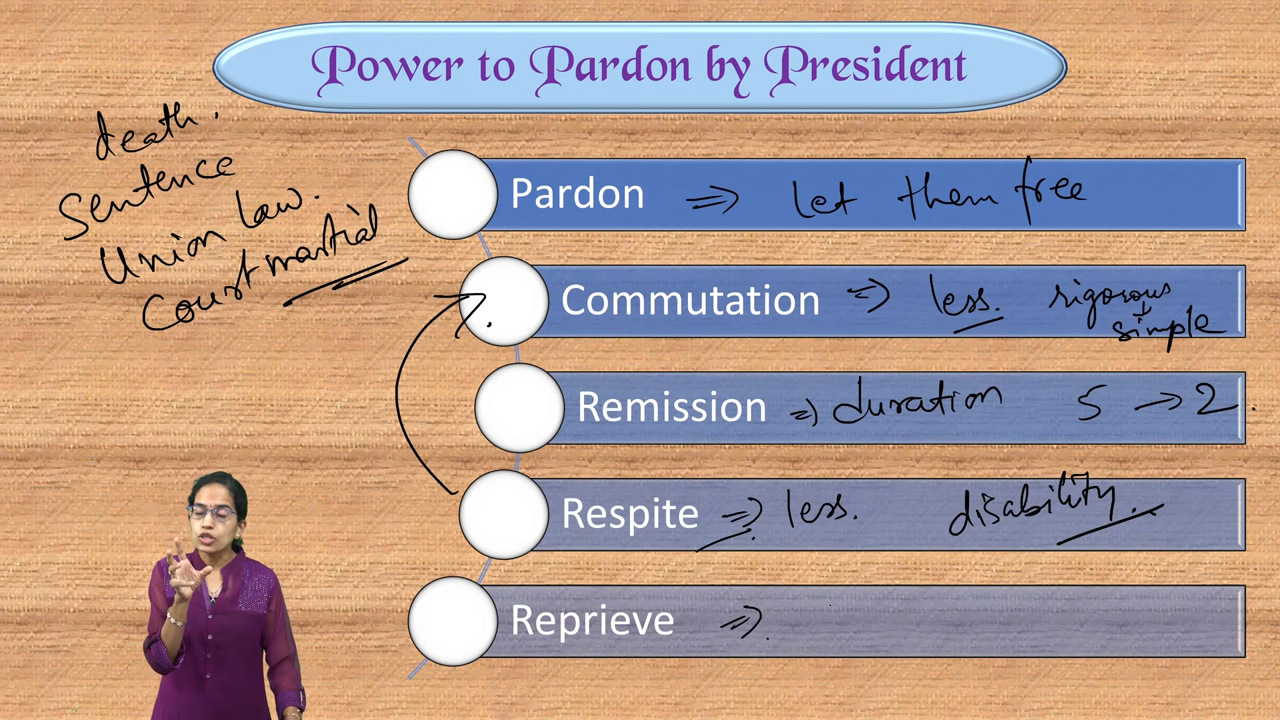 Power to Pardon by President
death.
Sentence
Union law.
Court martial
Pardon ⇒ let them free
Commutation ⇒ less. rigorous
↓
simple
Remission ⇒ duration 5 → 2.
Respite ⇒ less. disability.
Reprieve ⇒